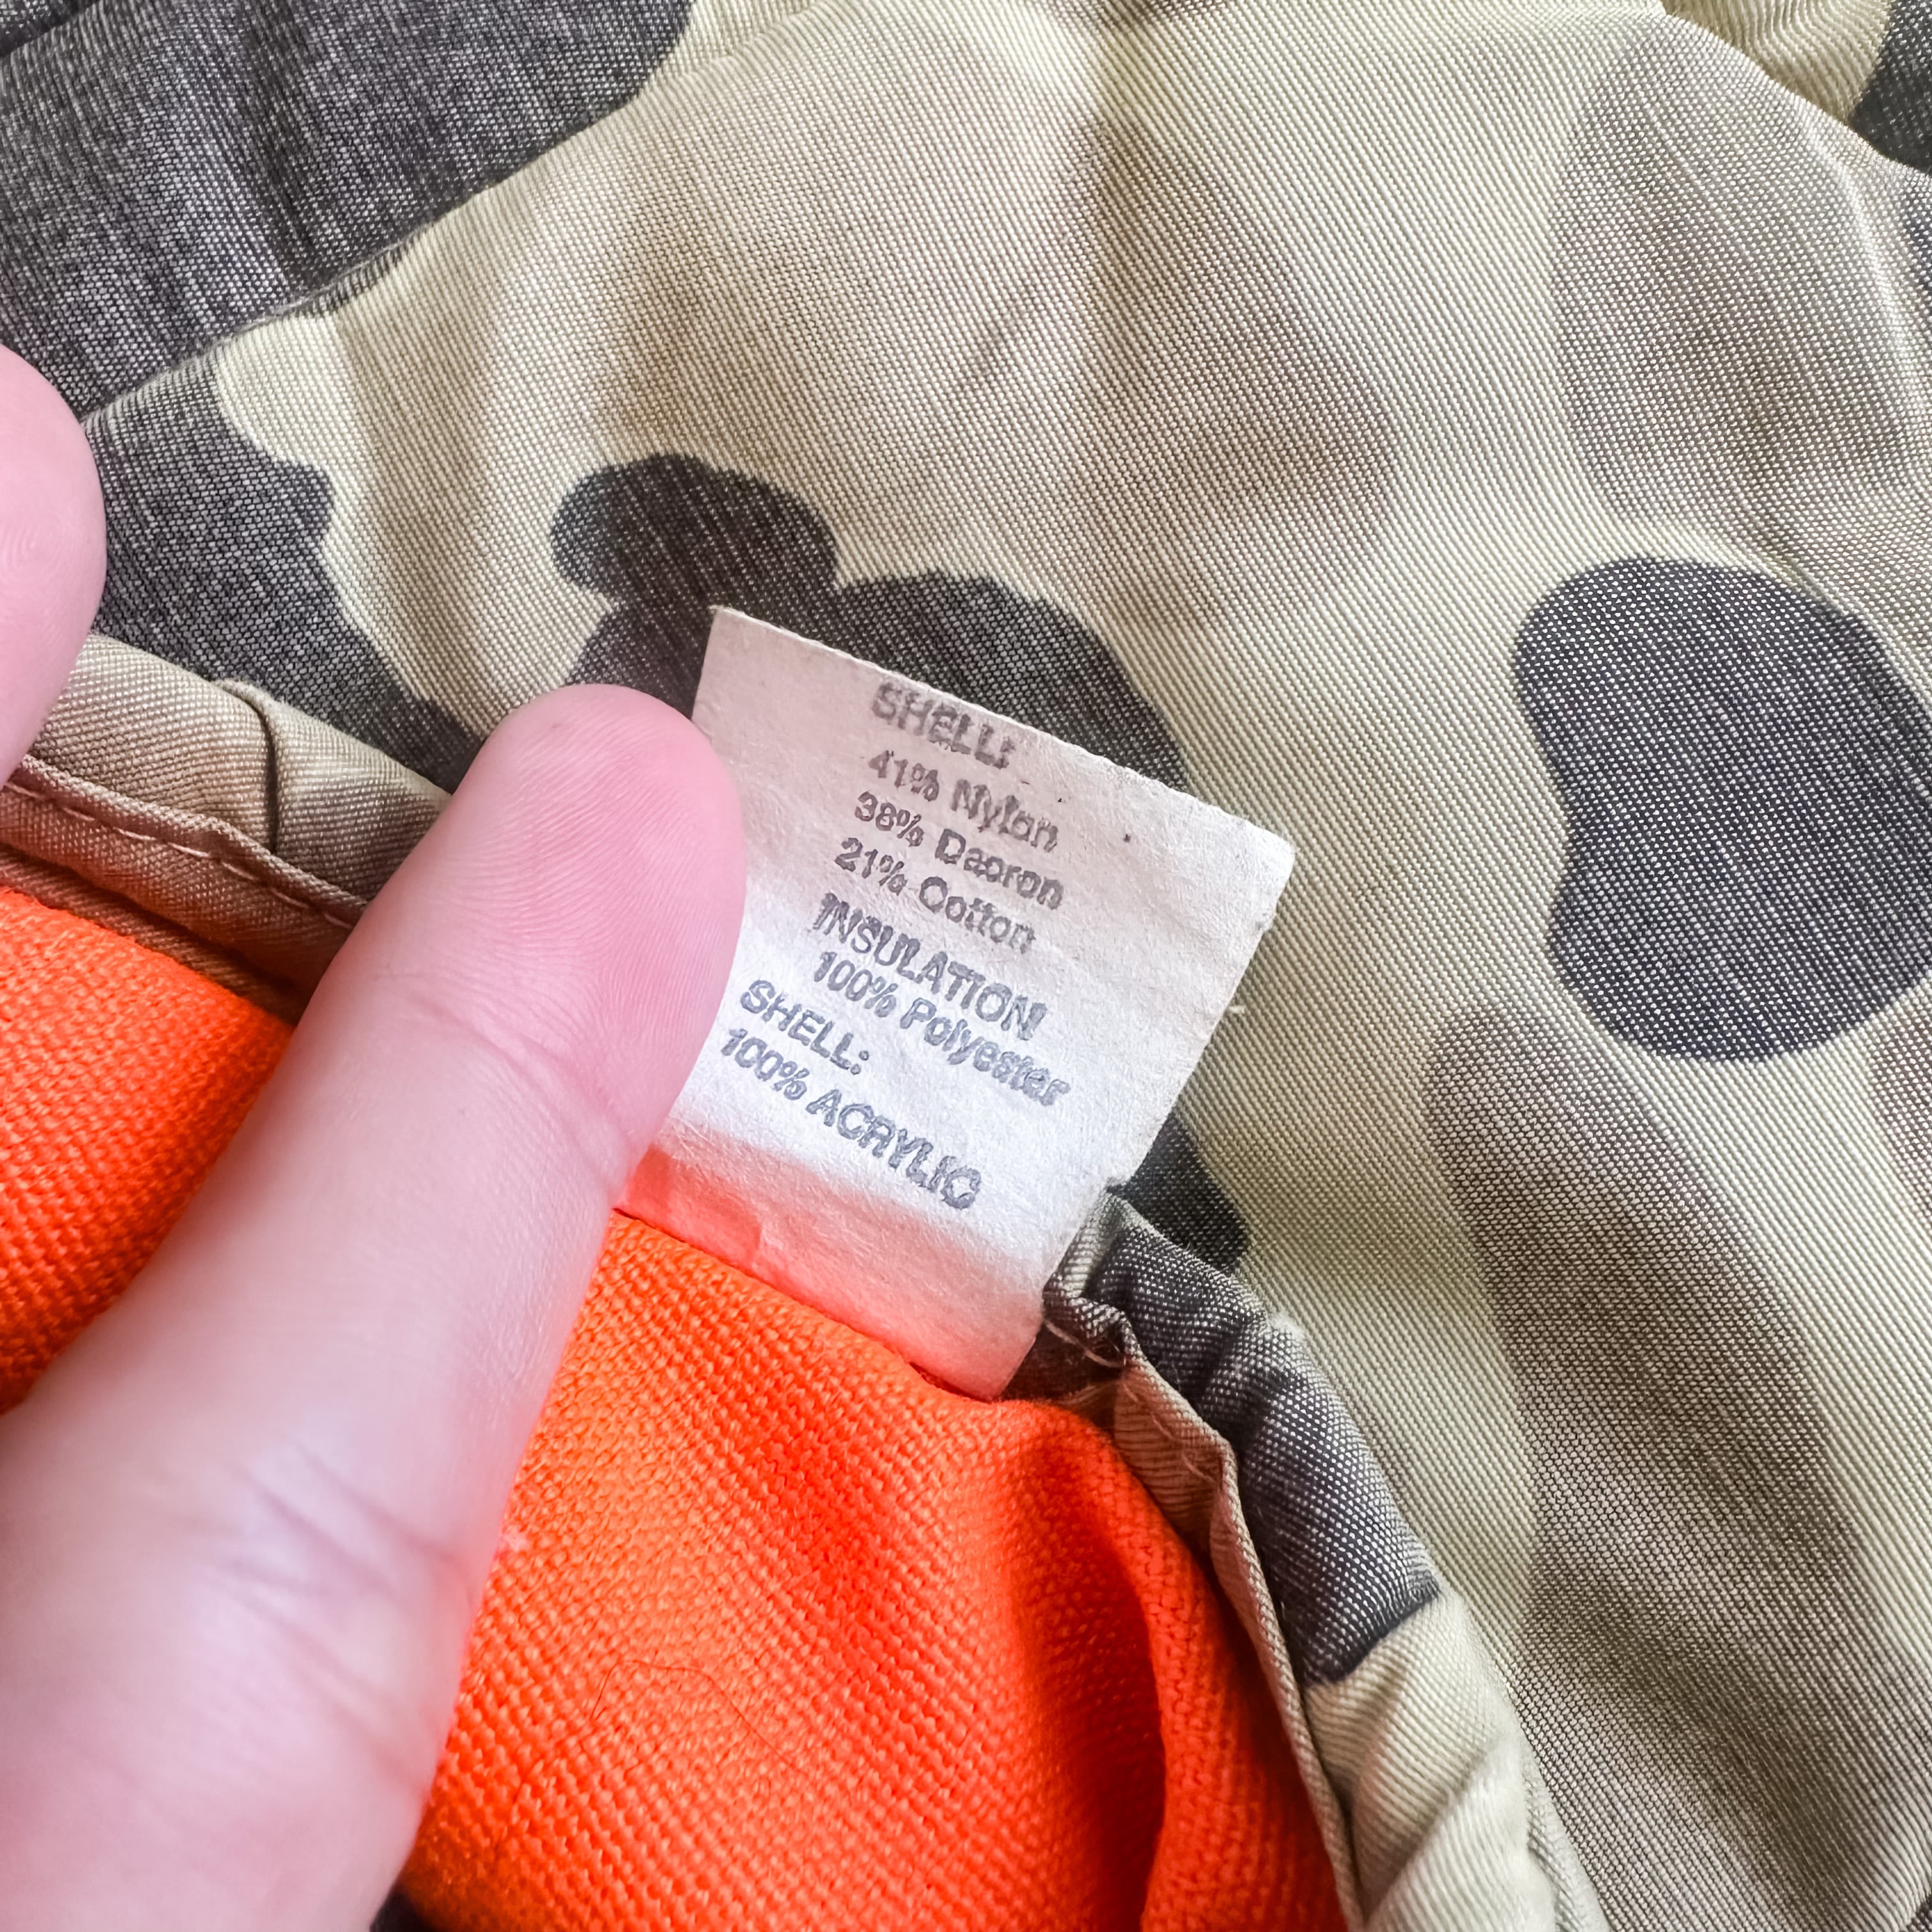 SHELL:
41% Nylon
38% Dacron
21% Cotton
INSULATION
100% Polyester
SHELL:
100% ACRYLIC